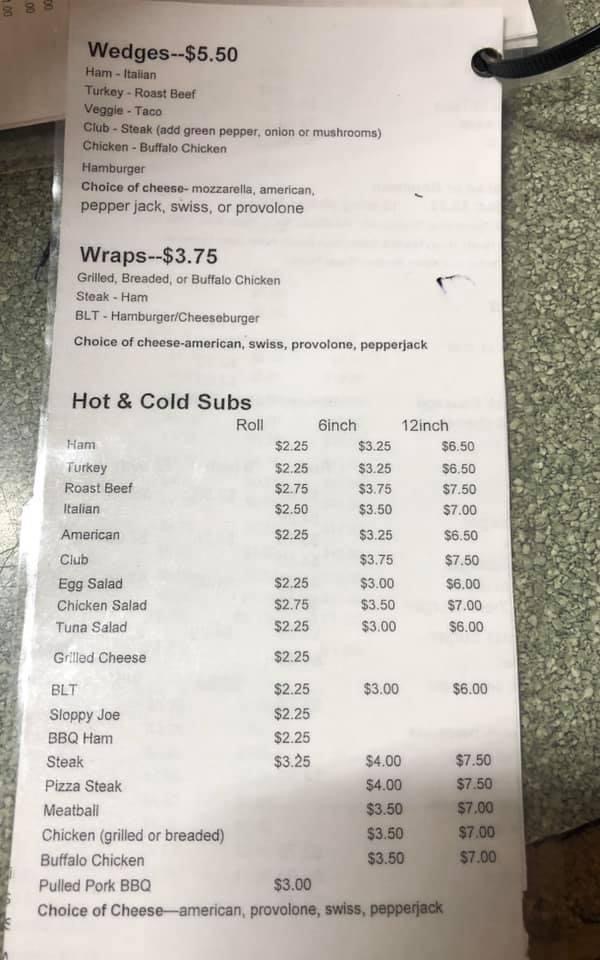 Wedges--$5.50
Ham - Italian
Turkey - Roast Beef
Veggie - Taco
Club - Steak (add green pepper, onion or mushrooms)
Chicken - Buffalo Chicken
Hamburger
Choice of cheese- mozzarella, american,
pepper jack, swiss, or provolone
Wraps--$3.75
Grilled, Breaded, or Buffalo Chicken
Steak - Ham
BLT - Hamburger/Cheeseburger
Choice of cheese-american, swiss, provolone, pepperjack
Hot & Cold Subs
Roll 6inch 12inch
Ham $2.25 $3.25 $6.50
Turkey $2.25 $3.25 $6.50
Roast Beef $2.75 $3.75 $7.50
Italian $2.50 $3.50 $7.00
American $2.25 $3.25 $6.50
Club $3.75 $7.50
Egg Salad $2.25 $3.00 $6.00
Chicken Salad $2.75 $3.50 $7.00
Tuna Salad $2.25 $3.00 $6.00
Grilled Cheese $2.25
BLT $2.25 $3.00 $6.00
Sloppy Joe $2.25
BBQ Ham $2.25
Steak $3.25 $4.00 $7.50
Pizza Steak $4.00 $7.50
Meatball $3.50 $7.00
Chicken (grilled or breaded) $3.50 $7.00
Buffalo Chicken $3.50 $7.00
Pulled Pork BBQ $3.00
Choice of Cheese—american, provolone, swiss, pepperjack